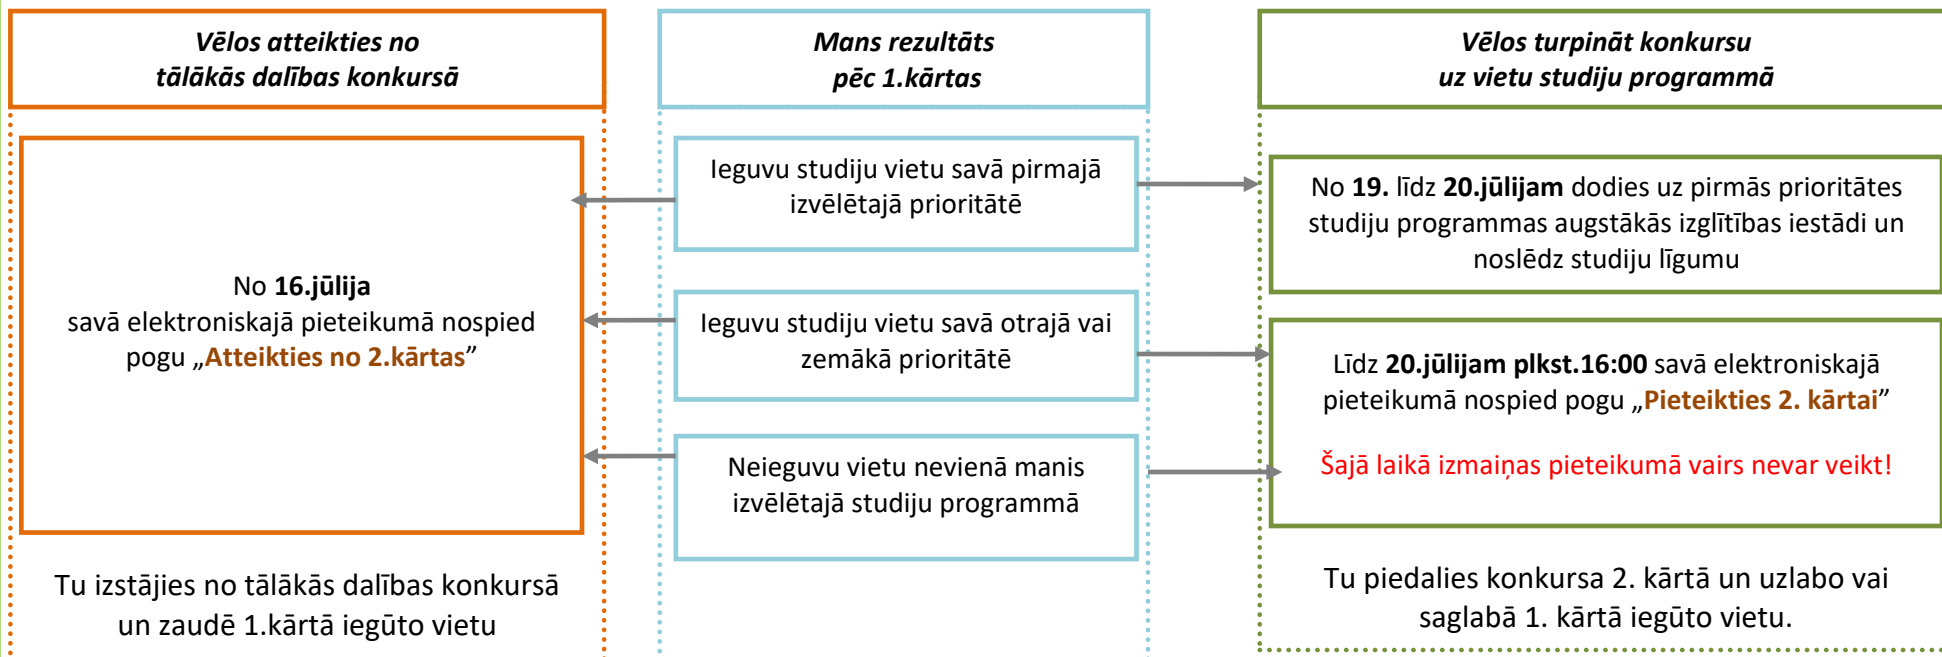 Vēlos atteikties no
tālākās dalības konkursā
No 16.jūlija
savā elektroniskajā pieteikumā nospied
pogu „Atteikties no 2.kārtas”
Tu izstājies no tālākās dalības konkursā
un zaudē 1.kārtā iegūto vietu
Mans rezultāts
pēc 1.kārtas
Ieguvu studiju vietu savā pirmajā
izvēlētajā prioritātē
Ieguvu studiju vietu savā otrajā vai
zemākā prioritātē
Neieguvu vietu nevienā manis
izvēlētajā studiju programmā
Vēlos turpināt konkursu
uz vietu studiju programmā
No 19. līdz 20.jūlijam dodies uz pirmās prioritātes
studiju programmas augstākās izglītības iestādi un
noslēdz studiju līgumu
Līdz 20.jūlijam plkst.16:00 savā elektroniskajā
pieteikumā nospied pogu „Pieteikties 2. kārtai”
Šajā laikā izmaiņas pieteikumā vairs nevar veikt!
Tu piedalies konkursa 2. kārtā un uzlabo vai
saglabā 1. kārtā iegūto vietu.